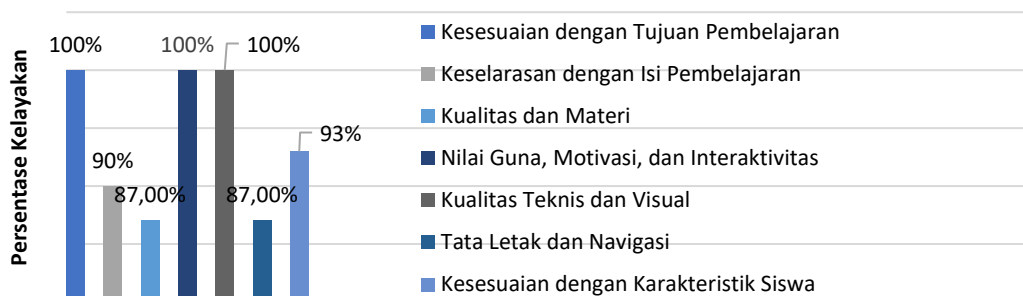 Persentase Kelayakan
100%
90%
87,00%
100%
100%
87,00%
93%
Kesesuaian dengan Tujuan Pembelajaran
Keselarasan dengan Isi Pembelajaran
Kualitas dan Materi
Nilai Guna, Motivasi, dan Interaktivitas
Kualitas Teknis dan Visual
Tata Letak dan Navigasi
Kesesuaian dengan Karakteristik Siswa